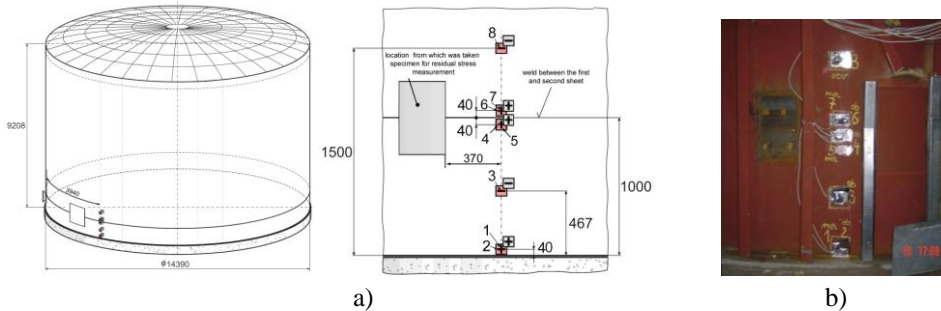 9208
3940
ϕ14390
location from which was taken
specimen for residual stress
measurement
weld between the first
and second sheet
8
7
40
6
40
4
5
370
1500
1000
3
467
1
2
40
a)
b)